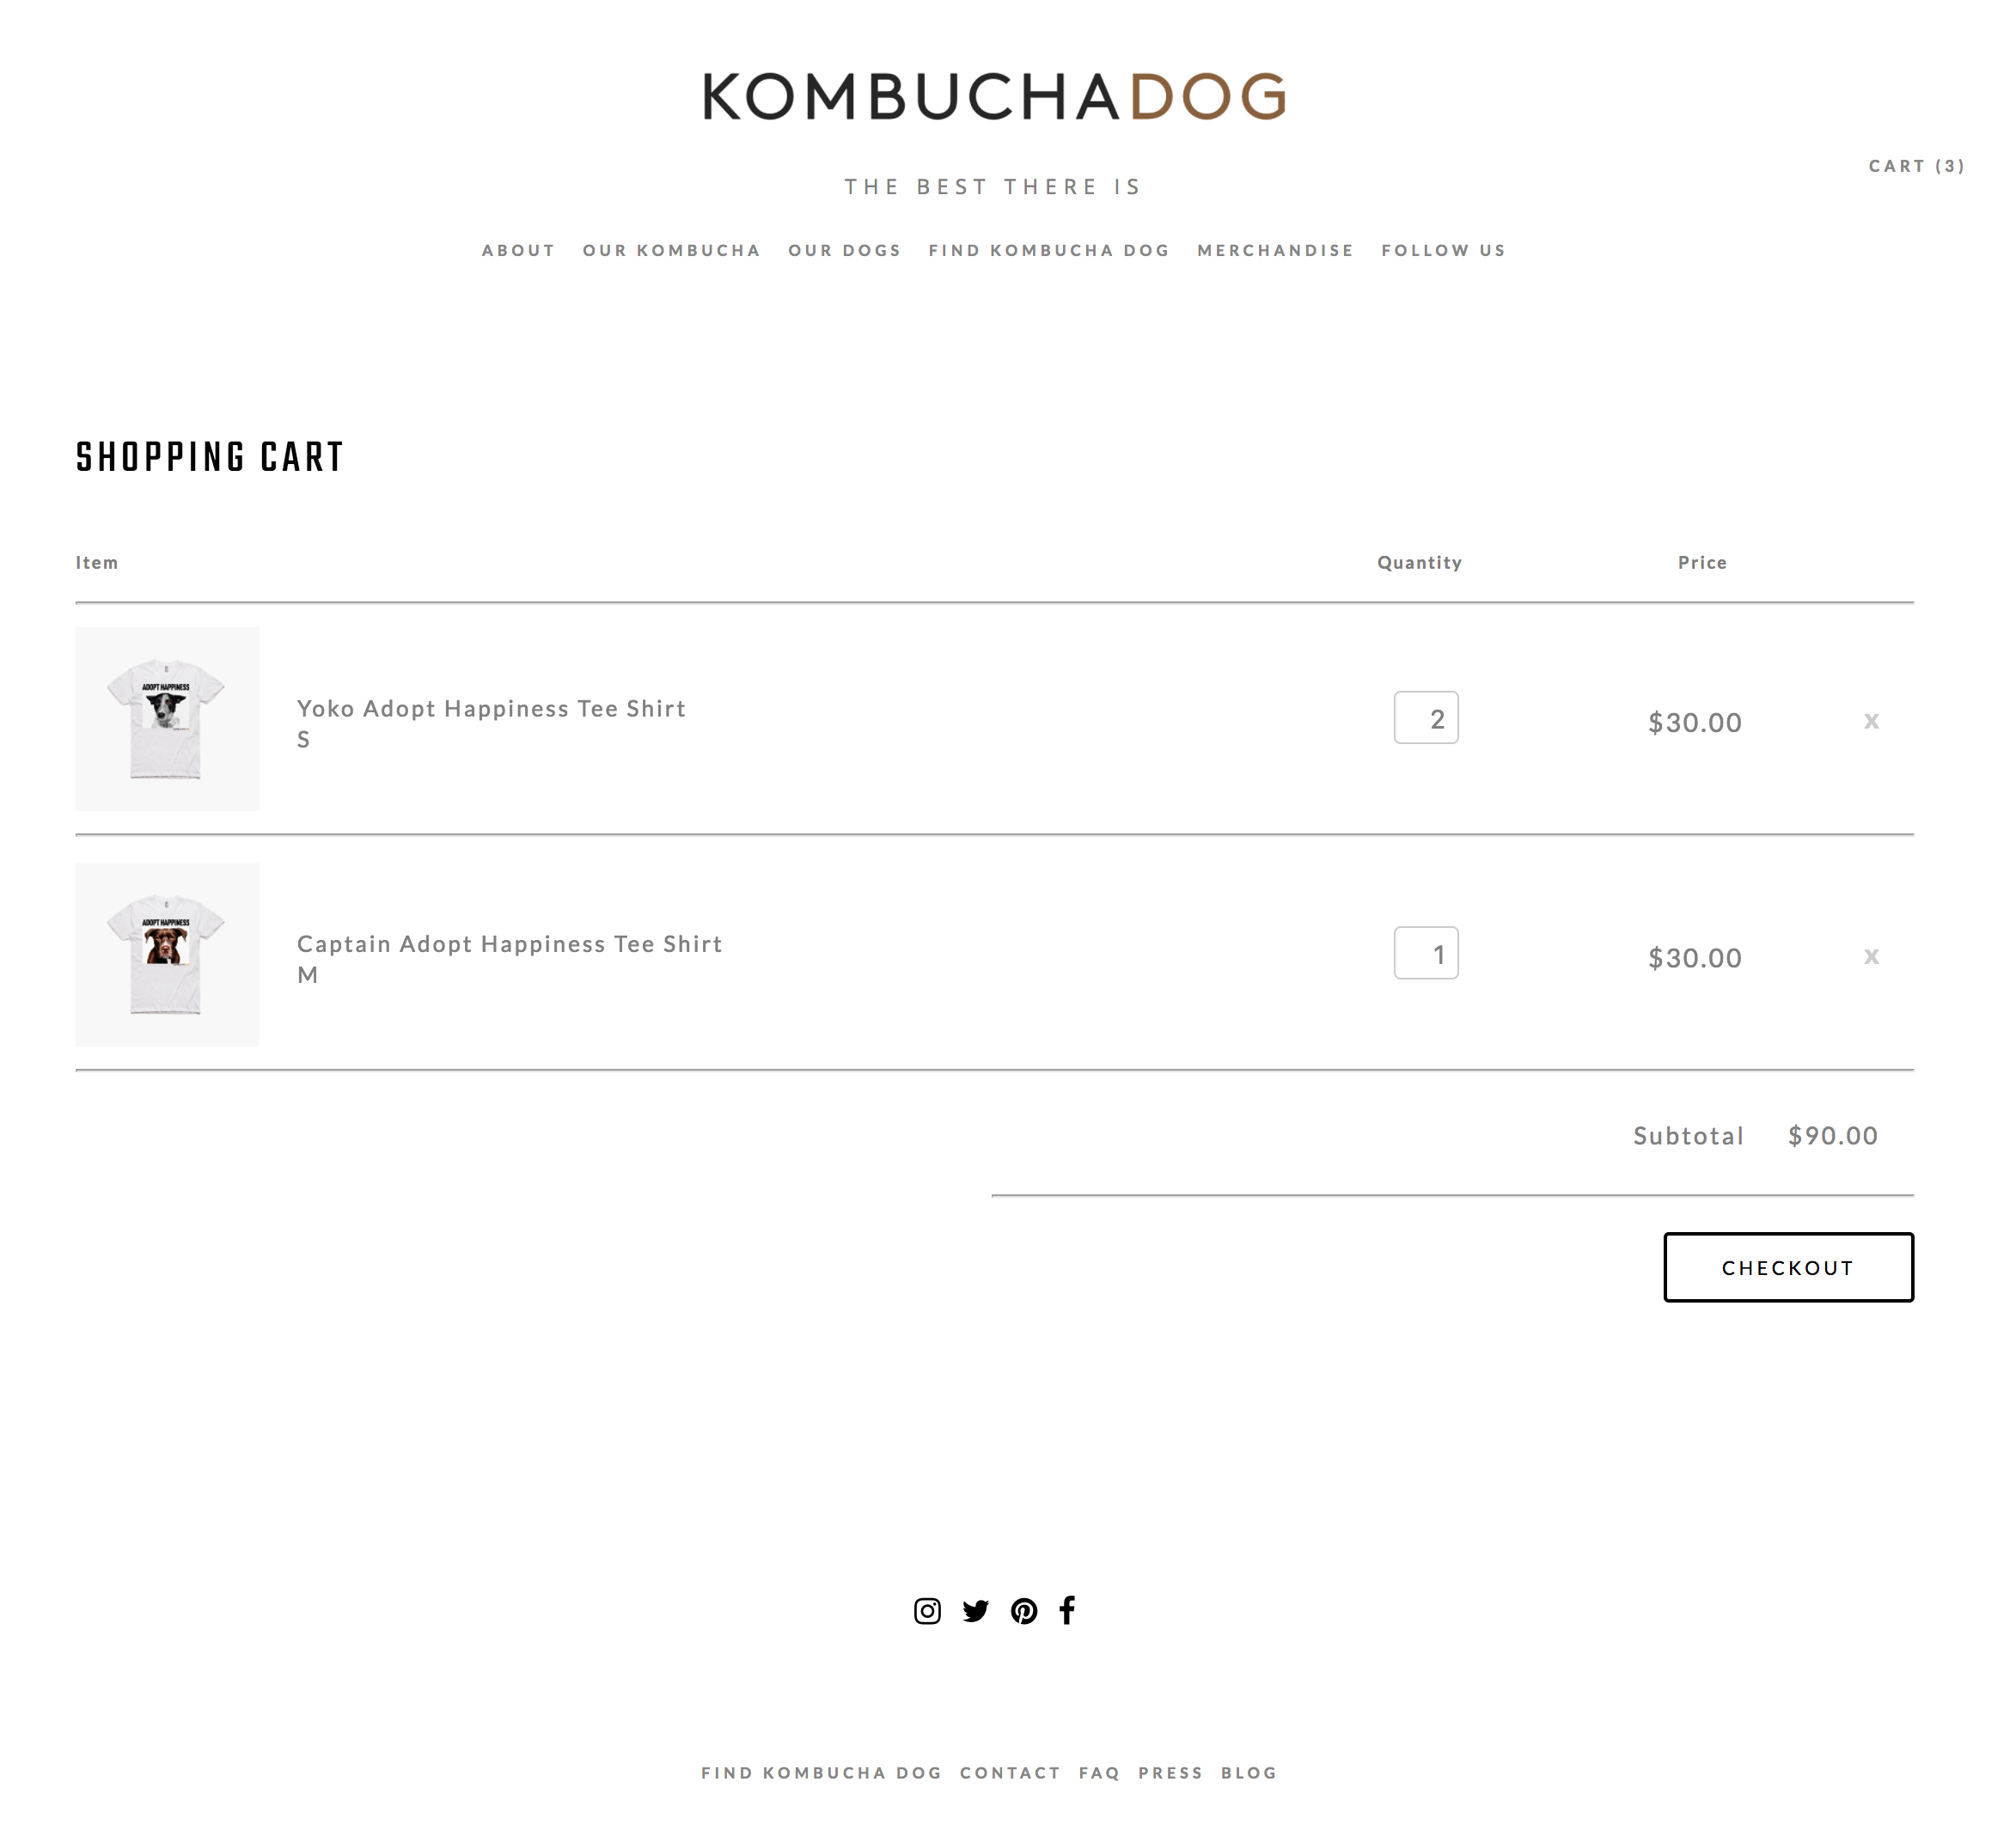 KOMBUCHADOG
CART (3)
THE BEST THERE IS
ABOUT OUR KOMBUCHA OUR DOGS FIND KOMBUCHA DOG MERCHANDISE FOLLOW US
SHOPPING CART
Item Quantity Price
ADOPT HAPPINESS
Yoko Adopt Happiness Tee Shirt
S
2 $30.00 x
ADOPT HAPPINESS
Captain Adopt Happiness Tee Shirt
M
1 $30.00 x
Subtotal $90.00
CHECKOUT
FIND KOMBUCHA DOG CONTACT FAQ PRESS BLOG